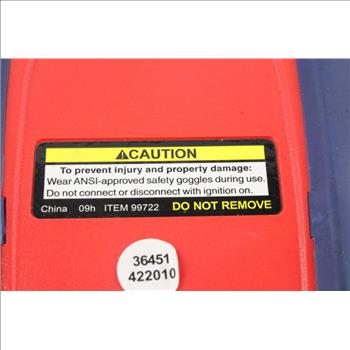 ⚠CAUTION
To prevent injury and property damage:
Wear ANSI-approved safety goggles during use.
Do not connect or disconnect with ignition on.
China 09h ITEM 99722 DO NOT REMOVE
36451
422010